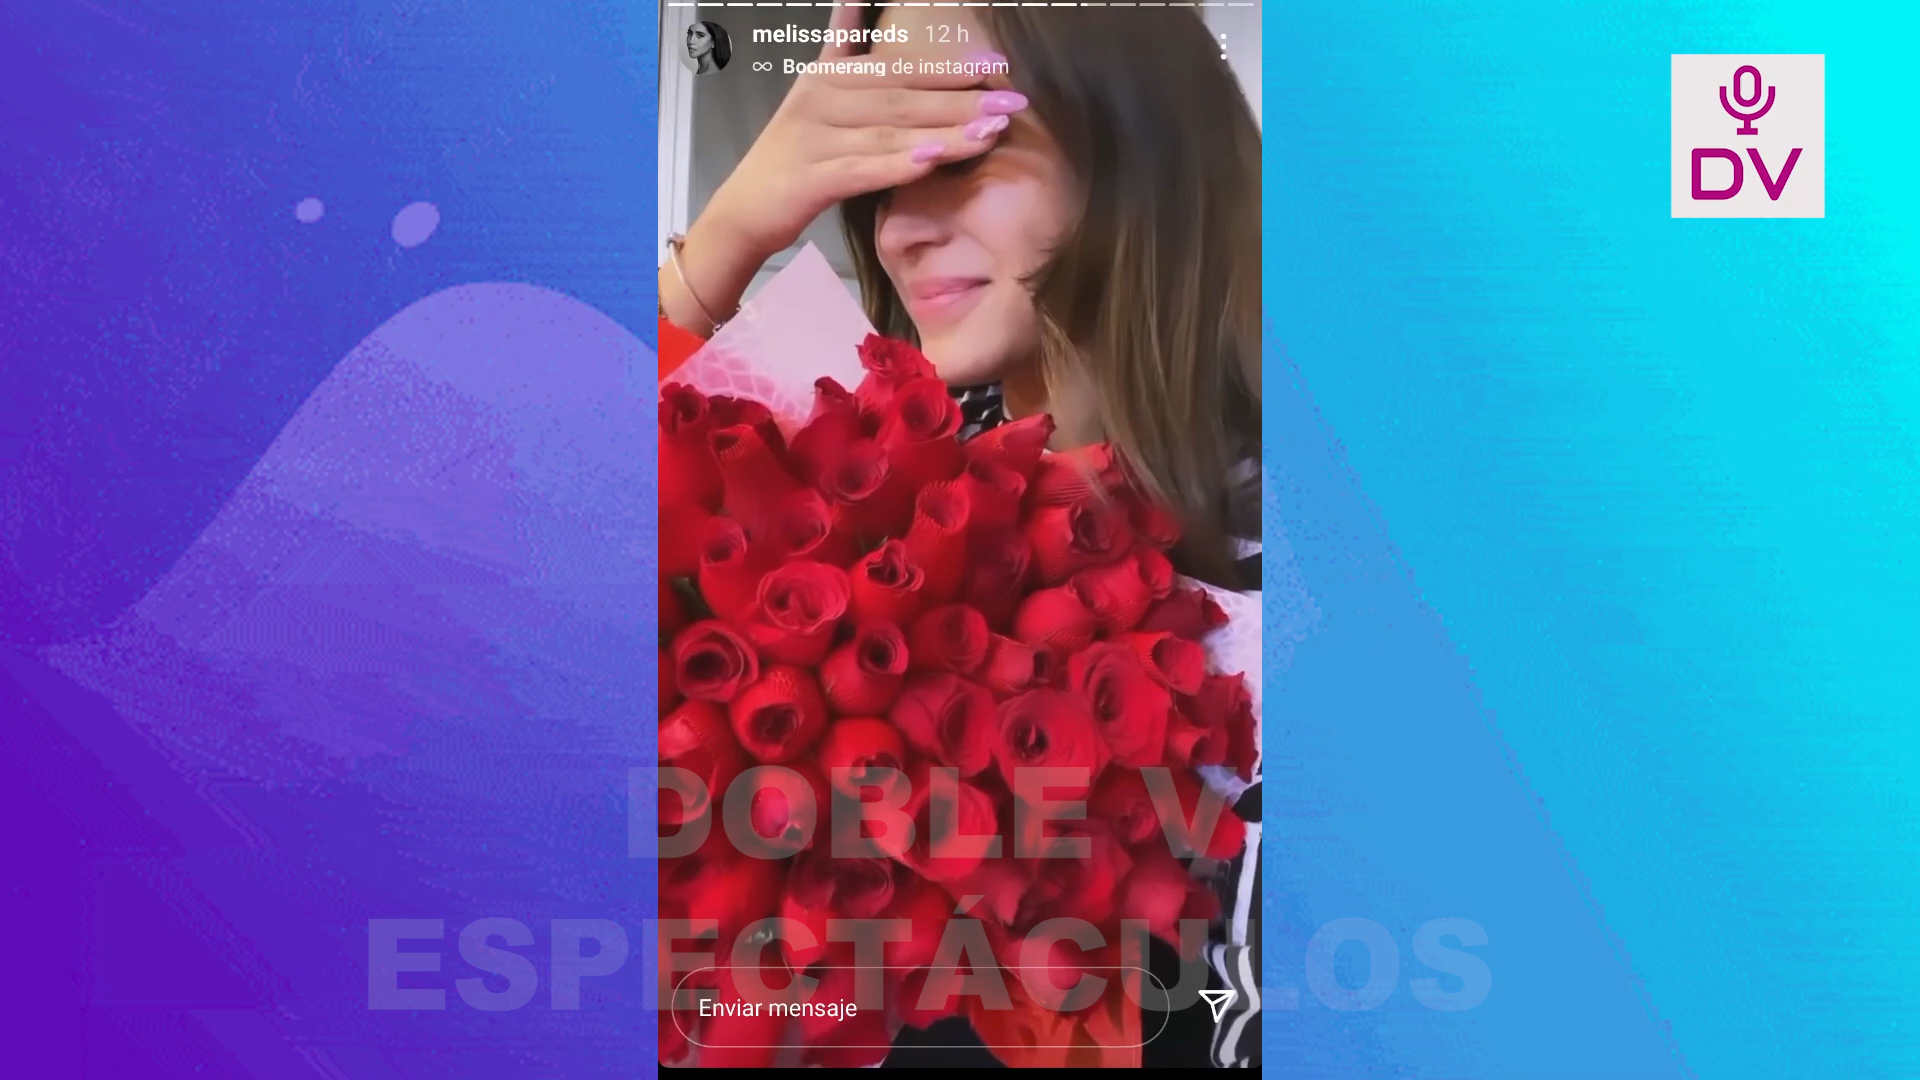 melissapareds 12 h
∞ Boomerang de instagram
DV
DOBLE V
ESPECTÁCULOS
Enviar mensaje